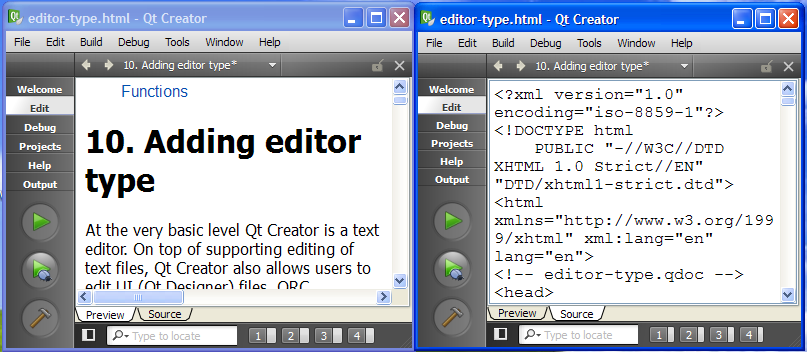 editor-type.html - Qt Creator
File Edit Build Debug Tools Window Help
10. Adding editor type*
Welcome
Edit
Debug
Projects
Help
Output
Functions
10. Adding editor
type
At the very basic level Qt Creator is a text
editor. On top of supporting editing of
text files, Qt Creator also allows users to
edit UI (Qt Designer) files, QRC
Preview Source
Type to locate
1 2 3 4
editor-type.html - Qt Creator
File Edit Build Debug Tools Window Help
10. Adding editor type*
Welcome
Edit
Debug
Projects
Help
Output
<?xml version="1.0"
encoding="iso-8859-1"?>
<!DOCTYPE html
PUBLIC "-//W3C//DTD
XHTML 1.0 Strict//EN"
"DTD/xhtml1-strict.dtd">
<html
xmlns="http://www.w3.org/199
9/xhtml" xml:lang="en"
lang="en">
<!-- editor-type.qdoc -->
<head>
Preview Source
Type to locate
1 2 3 4